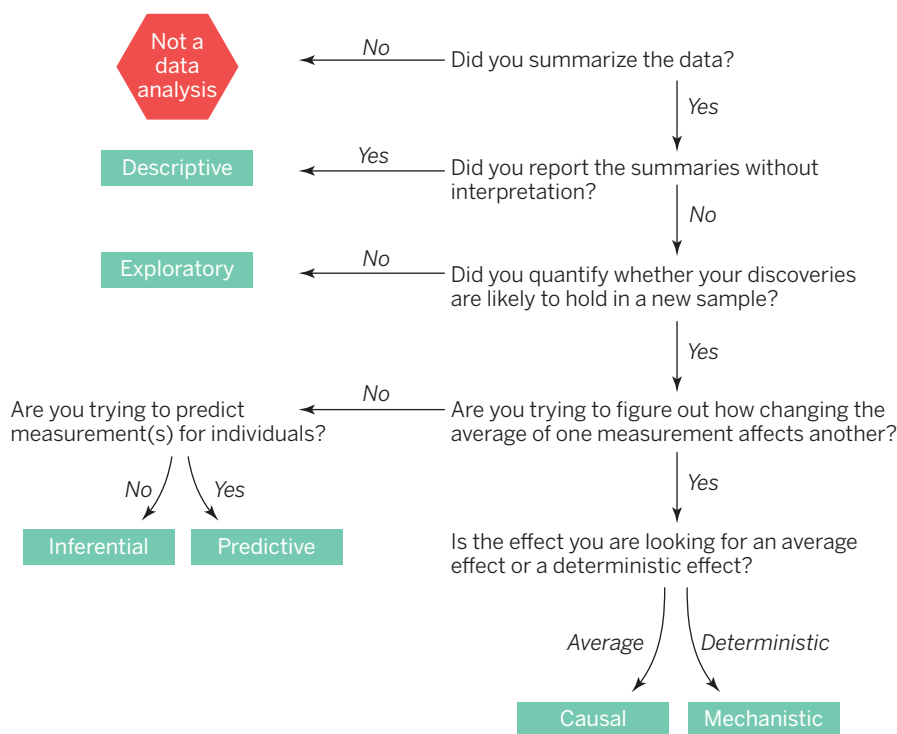 Not a
data
analysis
No
Did you summarize the data?
Yes
Descriptive
Yes
Did you report the summaries without
interpretation?
No
Exploratory
No
Did you quantify whether your discoveries
are likely to hold in a new sample?
Yes
Are you trying to predict
measurement(s) for individuals?
No
Are you trying to figure out how changing the
average of one measurement affects another?
No
Yes
Yes
Inferential
Predictive
Is the effect you are looking for an average
effect or a deterministic effect?
Average
Deterministic
Causal
Mechanistic